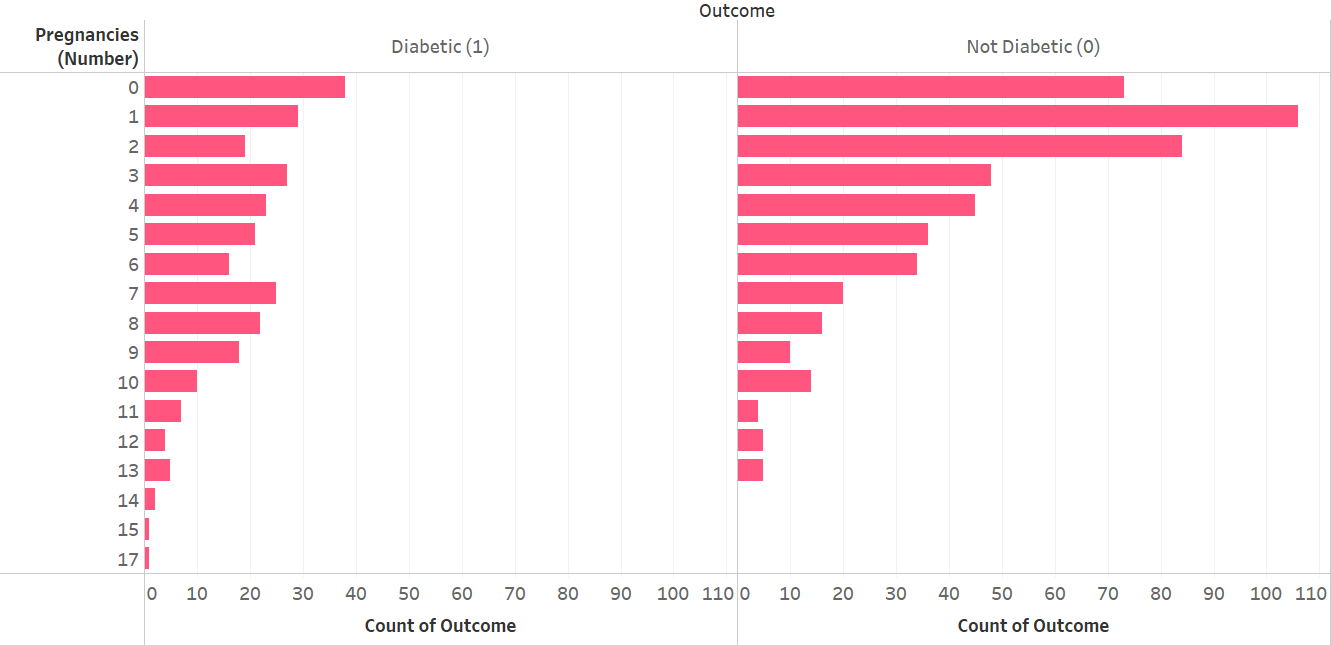 Outcome
Pregnancies
(Number)
Diabetic (1)
Not Diabetic (0)
0
1
2
3
4
5
6
7
8
9
10
11
12
13
14
15
17
0 10 20 30 40 50 60 70 80 90 100 110 0 10 20 30 40 50 60 70 80 90 100 110
Count of Outcome
Count of Outcome